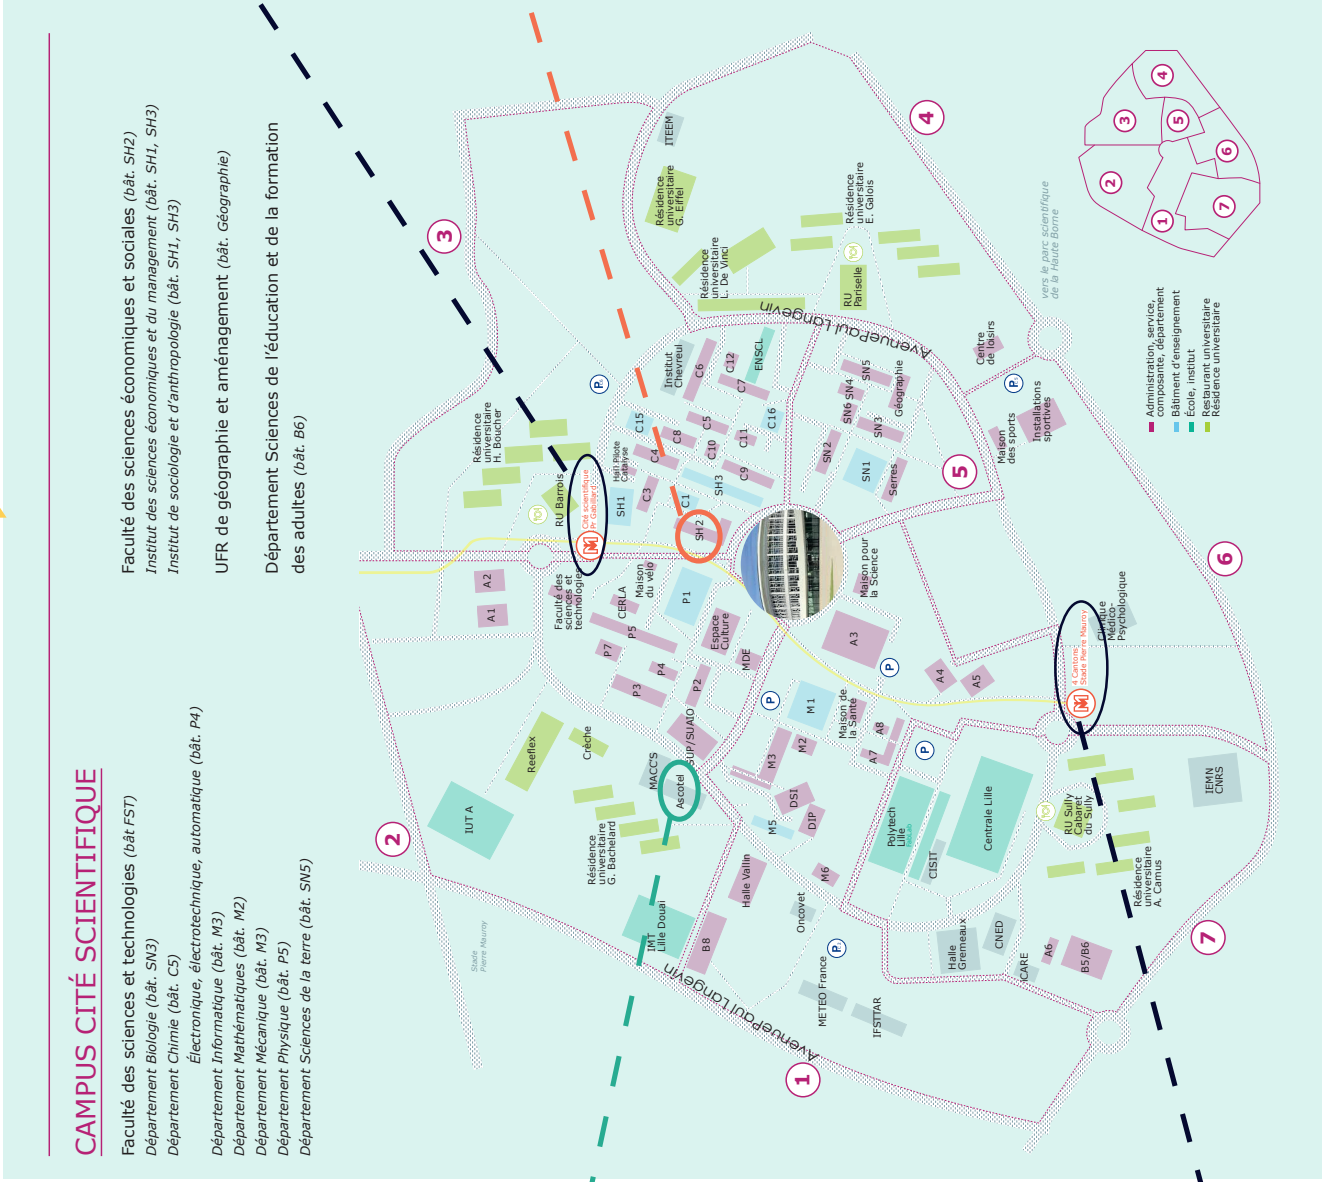 CAMPUS CITÉ SCIENTIFIQUE
Faculté des sciences et technologies (bât FST)
Département Biologie (bât. SN3)
Département Chimie (bât. C5)
Électronique, électrotechnique, automatique (bât. P4)
Département Informatique (bât. M3)
Département Mathématiques (bât. M2)
Département Mécanique (bât. M3)
Département Physique (bât. P5)
Département Sciences de la terre (bât. SN5)
Faculté des sciences économiques et sociales (bât. SH2)
Institut des sciences économiques et du management (bât. SH1, SH3)
Institut de sociologie et d'anthropologie (bât. SH1, SH3)
UFR de géographie et aménagement (bât. Géographie)
Département Sciences de l'éducation et de la formation
des adultes (bât. B6)
2
3
Stade
Pierre Mauroy
IUT A
A1
A2
Résidence
universitaire
H. Boucher
Reeflex
Crèche
RU Barrois
Cité scientifique
Pr Gabillard
Faculté des
sciences et
technologies
Résidence
universitaire
G. Bachelard
P7
CERLA
P5
Maison
du vélo
SH1
Hall Pilote
Catalyse
C15
P
IMT
Lille Douai
MACC'S
Ascotel
SUP/SUAIO
P3
P4
P2
P1
C3
C4
C1
C8
SH2
SH3
C5
C10
C11
C9
C16
C6
C7
C12
ENSCL
Institut
Chevreul
ITEEM
Résidence
universitaire
G. Eiffel
Résidence
universitaire
L. De Vinci
Espace
Culture
MDE
B8
Avenue Paul Langevin
Halle Vallin
M5
DSI
DIP
M3
M2
M1
P
M6
Oncovet
METEO France
IFSTTAR
P
1
Avenue Paul Langevin
RU
Pariselle
Résidence
universitaire
E. Galois
4
SN2
SN6
SN4
SN5
SN3
SN1
Serres
Géographie
5
Maison pour
la Science
A3
P
Maison de
la Santé
A8
A7
P
Polytech
Lille
CISIT
Centrale Lille
A4
A5
Halle
Gremeaux
CNED
ICARE
A6
B5/B6
Centre
de loisirs
P
Maison
des sports
Installations
sportives
vers le parc scientifique
de la Haute Borne
4 Cantons
Stade Pierre Mauroy
Clinique
Médico-
Psychologique
RU Sully
Cabaret
du Sully
Résidence
universitaire
A. Camus
IEMN
CNRS
6
7
1
2
3
4
5
6
7
Administration, service,
composante, département
Bâtiment d'enseignement
École, institut
Restaurant universitaire
Résidence universitaire